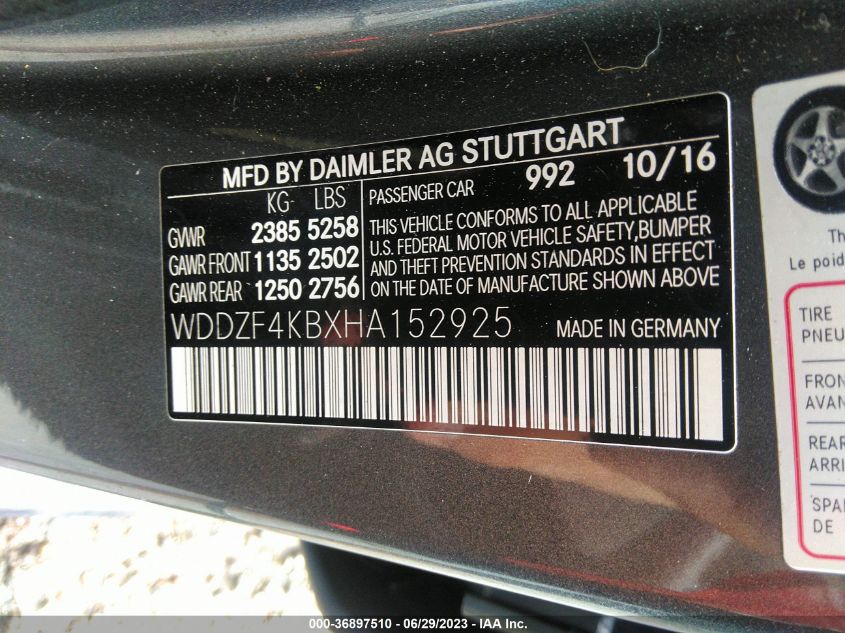 MFD BY DAIMLER AG STUTTGART
KG LBS
GVWR 2385 5258
GAWR FRONT 1135 2502
GAWR REAR 1250 2756
PASSENGER CAR 992 10/16
THIS VEHICLE CONFORMS TO ALL APPLICABLE
U.S. FEDERAL MOTOR VEHICLE SAFETY,BUMPER
AND THEFT PREVENTION STANDARDS IN EFFECT
ON THE DATE OF MANUFACTURE SHOWN ABOVE
WDDZF4KBXHA152925 MADE IN GERMANY
Th
Le poid
TIRE
PNEU
FRON
AVAN
REAR
ARRI
SPA
DE
000-36897510 - 06/29/2023 - © 2023 - IAA, Inc.